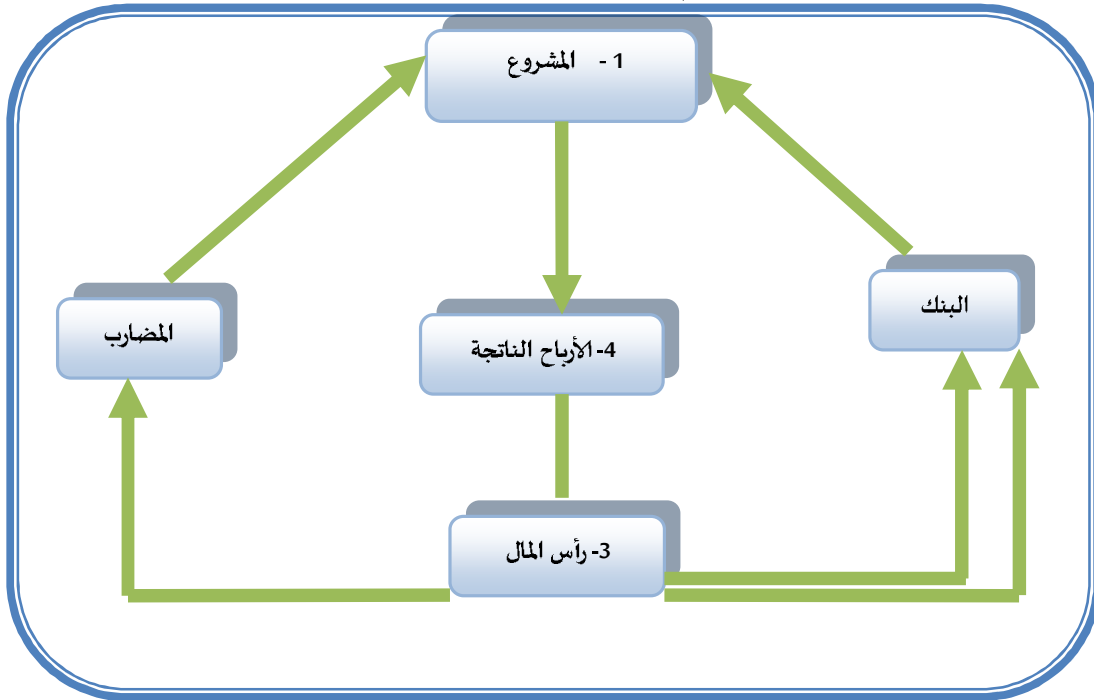 1 - المشروع
البنك
المضارب
4- الأرباح الناتجة
3- رأس المال